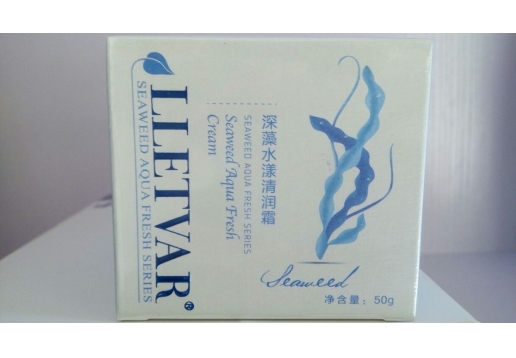 LLETVAR®
SEAWEED AQUA FRESH SERIES
深藻水漾清润霜
SEAWEED AQUA FRESH SERIES
Seaweed Aqua Fresh
Cream
Seaweed
净含量：50g